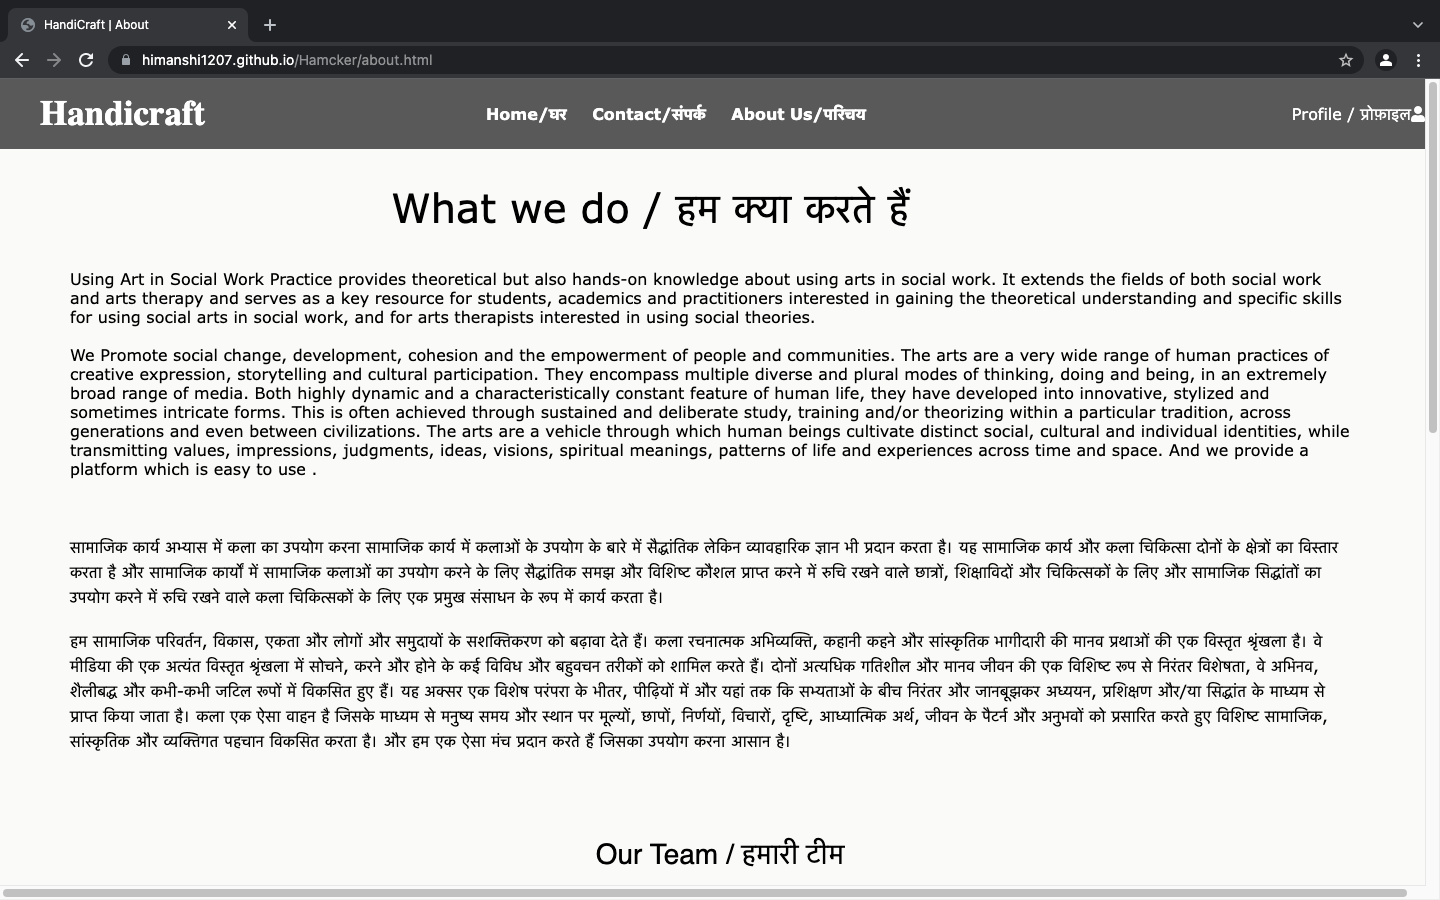 HandiCraft | About
himanshi1207.github.io/Hamcker/about.html
Handicraft
Home/घर
Contact/संपर्क
About Us/परिचय
Profile / प्रोफ़ाइल
What we do / हम क्या करते हैं
Using Art in Social Work Practice provides theoretical but also hands-on knowledge about using arts in social work. It extends the fields of both social work
and arts therapy and serves as a key resource for students, academics and practitioners interested in gaining the theoretical understanding and specific skills
for using social arts in social work, and for arts therapists interested in using social theories.
We Promote social change, development, cohesion and the empowerment of people and communities. The arts are a very wide range of human practices of
creative expression, storytelling and cultural participation. They encompass multiple diverse and plural modes of thinking, doing and being, in an extremely
broad range of media. Both highly dynamic and a characteristically constant feature of human life, they have developed into innovative, stylized and
sometimes intricate forms. This is often achieved through sustained and deliberate study, training and/or theorizing within a particular tradition, across
generations and even between civilizations. The arts are a vehicle through which human beings cultivate distinct social, cultural and individual identities, while
transmitting values, impressions, judgments, ideas, visions, spiritual meanings, patterns of life and experiences across time and space. And we provide a
platform which is easy to use .
सामाजिक कार्य अभ्यास में कला का उपयोग करना सामाजिक कार्य में कलाओं के उपयोग के बारे में सैद्धांतिक लेकिन व्यावहारिक ज्ञान भी प्रदान करता है। यह सामाजिक कार्य और कला चिकित्सा दोनों के क्षेत्रों का विस्तार
करता है और सामाजिक कार्यों में सामाजिक कलाओं का उपयोग करने के लिए सैद्धांतिक समझ और विशिष्ट कौशल प्राप्त करने में रुचि रखने वाले छात्रों, शिक्षाविदों और चिकित्सकों के लिए और सामाजिक सिद्धांतों का
उपयोग करने में रुचि रखने वाले कला चिकित्सकों के लिए एक प्रमुख संसाधन के रूप में कार्य करता है।
हम सामाजिक परिवर्तन, विकास, एकता और लोगों और समुदायों के सशक्तिकरण को बढ़ावा देते हैं। कला रचनात्मक अभिव्यक्ति, कहानी कहने और सांस्कृतिक भागीदारी की मानव प्रथाओं की एक विस्तृत श्रृंखला है। वे
मीडिया की एक अत्यंत विस्तृत श्रृंखला में सोचने, करने और होने के कई विविध और बहुवचन तरीकों को शामिल करते हैं। दोनों अत्यधिक गतिशील और मानव जीवन की एक विशिष्ट रूप से निरंतर विशेषता, वे अभिनव,
शैलीबद्ध और कभी-कभी जटिल रूपों में विकसित हुए हैं। यह अक्सर एक विशेष परंपरा के भीतर, पीढ़ियों में और यहां तक कि सभ्यताओं के बीच निरंतर और जानबूझकर अध्ययन, प्रशिक्षण और/या सिद्धांत के माध्यम से
प्राप्त किया जाता है। कला एक ऐसा वाहन है जिसके माध्यम से मनुष्य समय और स्थान पर मूल्यों, छापों, निर्णयों, विचारों, दृष्टि, आध्यात्मिक अर्थ, जीवन के पैटर्न और अनुभवों को प्रसारित करते हुए विशिष्ट सामाजिक,
सांस्कृतिक और व्यक्तिगत पहचान विकसित करता है। और हम एक ऐसा मंच प्रदान करते हैं जिसका उपयोग करना आसान है।
Our Team / हमारी टीम